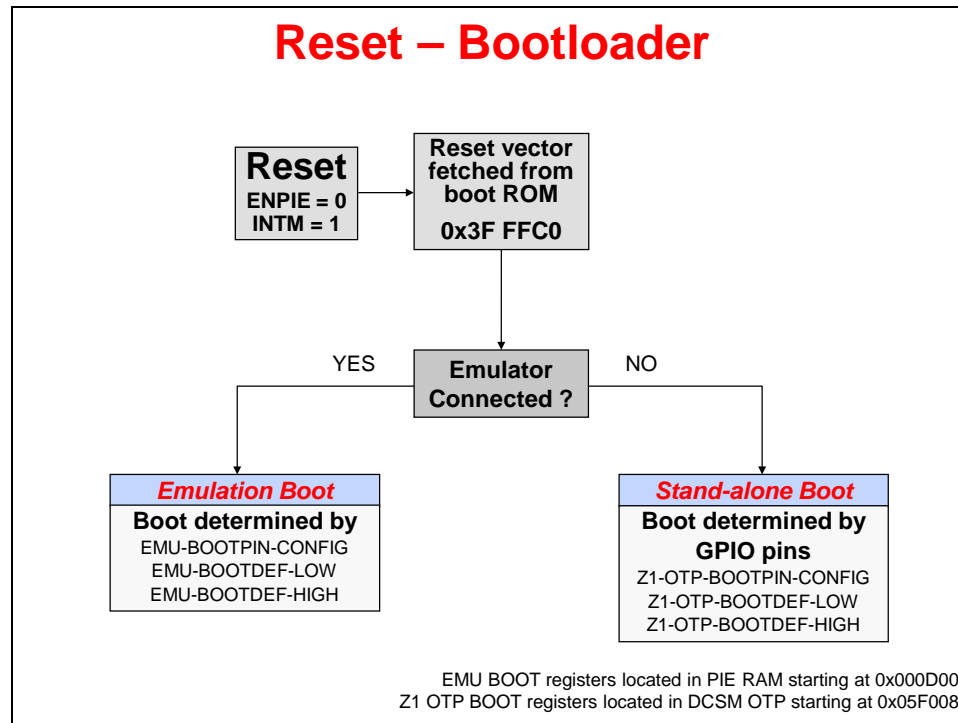 Reset – Bootloader
Reset
ENPIE = 0
INTM = 1
Reset vector
fetched from
boot ROM
0x3F FFC0
YES
Emulator
Connected ?
NO
Emulation Boot
Boot determined by
EMU-BOOTPIN-CONFIG
EMU-BOOTDEF-LOW
EMU-BOOTDEF-HIGH
Stand-alone Boot
Boot determined by
GPIO pins
Z1-OTP-BOOTPIN-CONFIG
Z1-OTP-BOOTDEF-LOW
Z1-OTP-BOOTDEF-HIGH
EMU BOOT registers located in PIE RAM starting at 0x000D00
Z1 OTP BOOT registers located in DCSM OTP starting at 0x05F008